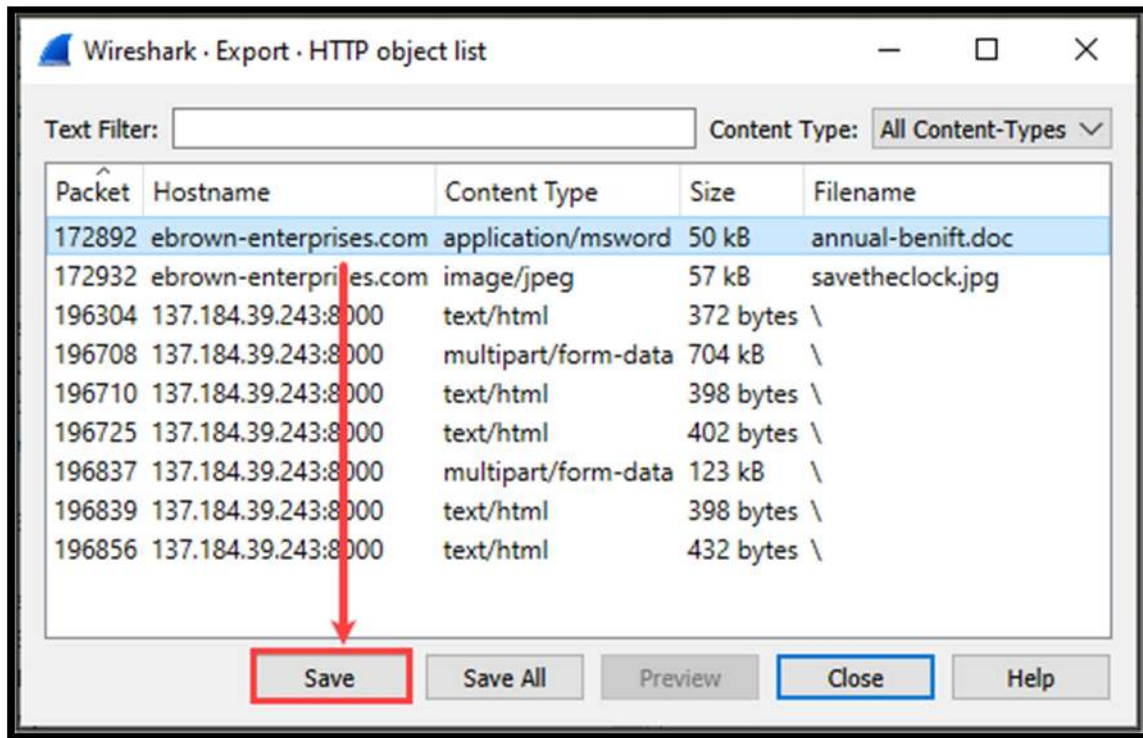 Wireshark · Export · HTTP object list
Text Filter: Content Type: All Content-Types
Packet Hostname Content Type Size Filename
172892 ebrown-enterprises.com application/msword 50 kB annual-benift.doc
172932 ebrown-enterprises.com image/jpeg 57 kB savetheclock.jpg
196304 137.184.39.243:8000 text/html 372 bytes \
196708 137.184.39.243:8000 multipart/form-data 704 kB \
196710 137.184.39.243:8000 text/html 398 bytes \
196725 137.184.39.243:8000 text/html 402 bytes \
196837 137.184.39.243:8000 multipart/form-data 123 kB \
196839 137.184.39.243:8000 text/html 398 bytes \
196856 137.184.39.243:8000 text/html 432 bytes \
Save Save All Preview Close Help